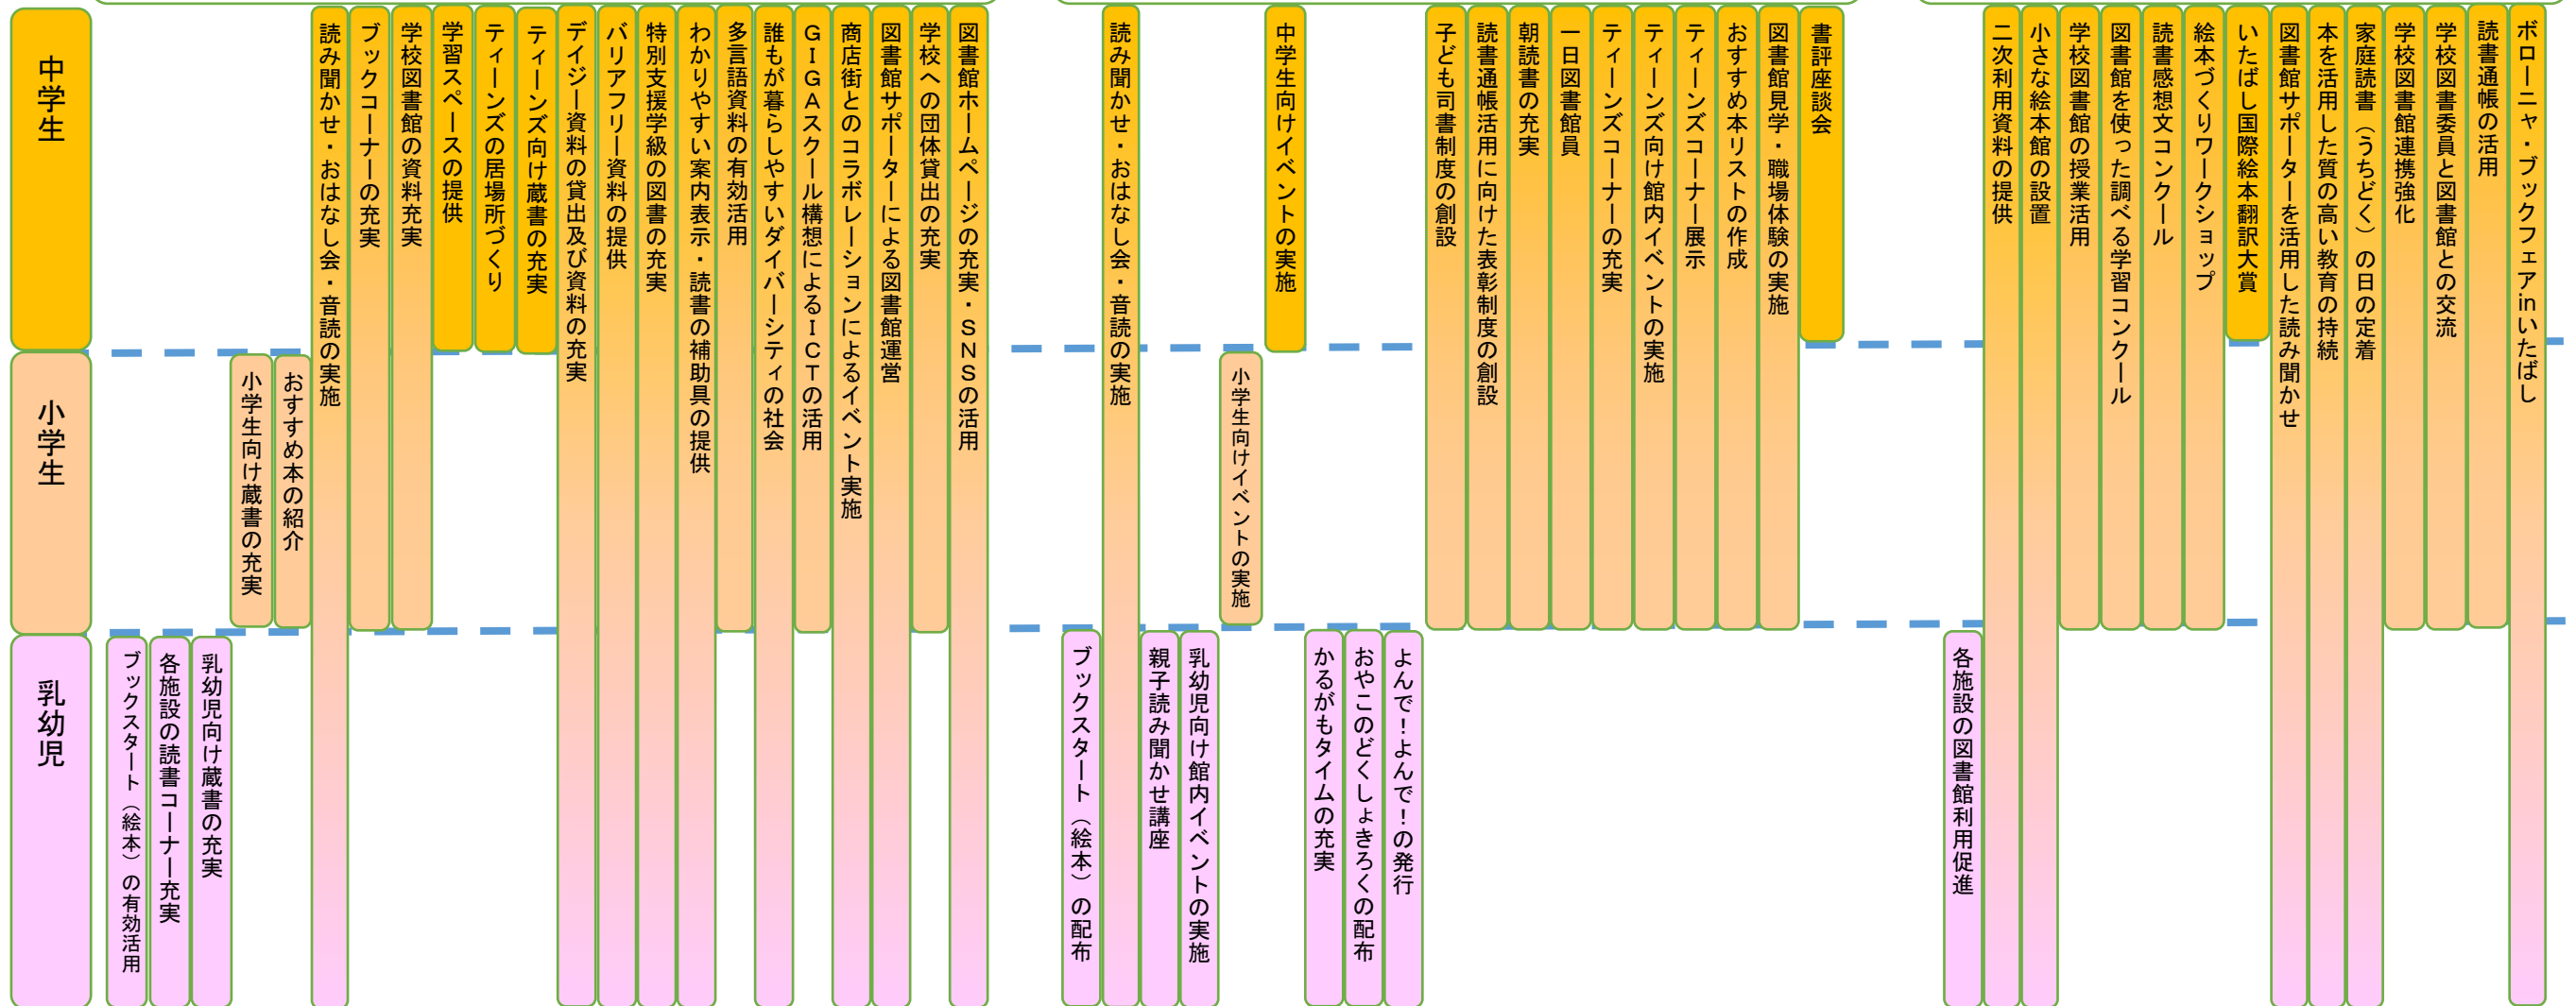 中学生
小学生
乳幼児
ブックスタート（絵本）の有効活用
各施設の読書コーナー充実
乳幼児向け蔵書の充実
小学生向け蔵書の充実
おすすめ本の紹介
読み聞かせ・おはなし会・音読の実施
ブックコーナーの充実
学校図書館の資料充実
学習スペースの提供
ティーンズの居場所づくり
ティーンズ向け蔵書の充実
デイジー資料の貸出及び資料の充実
バリアフリー資料の提供
特別支援学級の図書の充実
わかりやすい案内表示・読書の補助具の提供
多言語資料の有効活用
誰もが暮らしやすいダイバーシティの社会
GIGAスクール構想によるICTの活用
商店街とのコラボレーションによるイベント実施
図書館サポーターによる図書館運営
学校への団体貸出の充実
図書館ホームページの充実・SNSの活用
ブックスタート（絵本）の配布
読み聞かせ・おはなし会・音読の実施
親子読み聞かせ講座
乳幼児向け館内イベントの実施
小学生向けイベントの実施
中学生向けイベントの実施
かるがもタイムの充実
おやこのどくしょきろくの配布
よんで！よんで！の発行
子ども司書制度の創設
読書通帳活用に向けた表彰制度の創設
朝読書の充実
一日図書館員
ティーンズコーナーの充実
ティーンズ向け館内イベントの実施
ティーンズコーナー展示
おすすめ本リストの作成
図書館見学・職場体験の実施
書評座談会
各施設の図書館利用促進
二次利用資料の提供
小さな絵本館の設置
学校図書館の授業活用
図書館を使った調べる学習コンクール
読書感想文コンクール
絵本づくりワークショップ
いたばし国際絵本翻訳大賞
図書館サポーターを活用した読み聞かせ
本を活用した質の高い教育の持続
家庭読書（うちどく）の日の定着
学校図書館連携強化
学校図書委員と図書館との交流
読書通帳の活用
ボローニャ・ブックフェアinいたばし